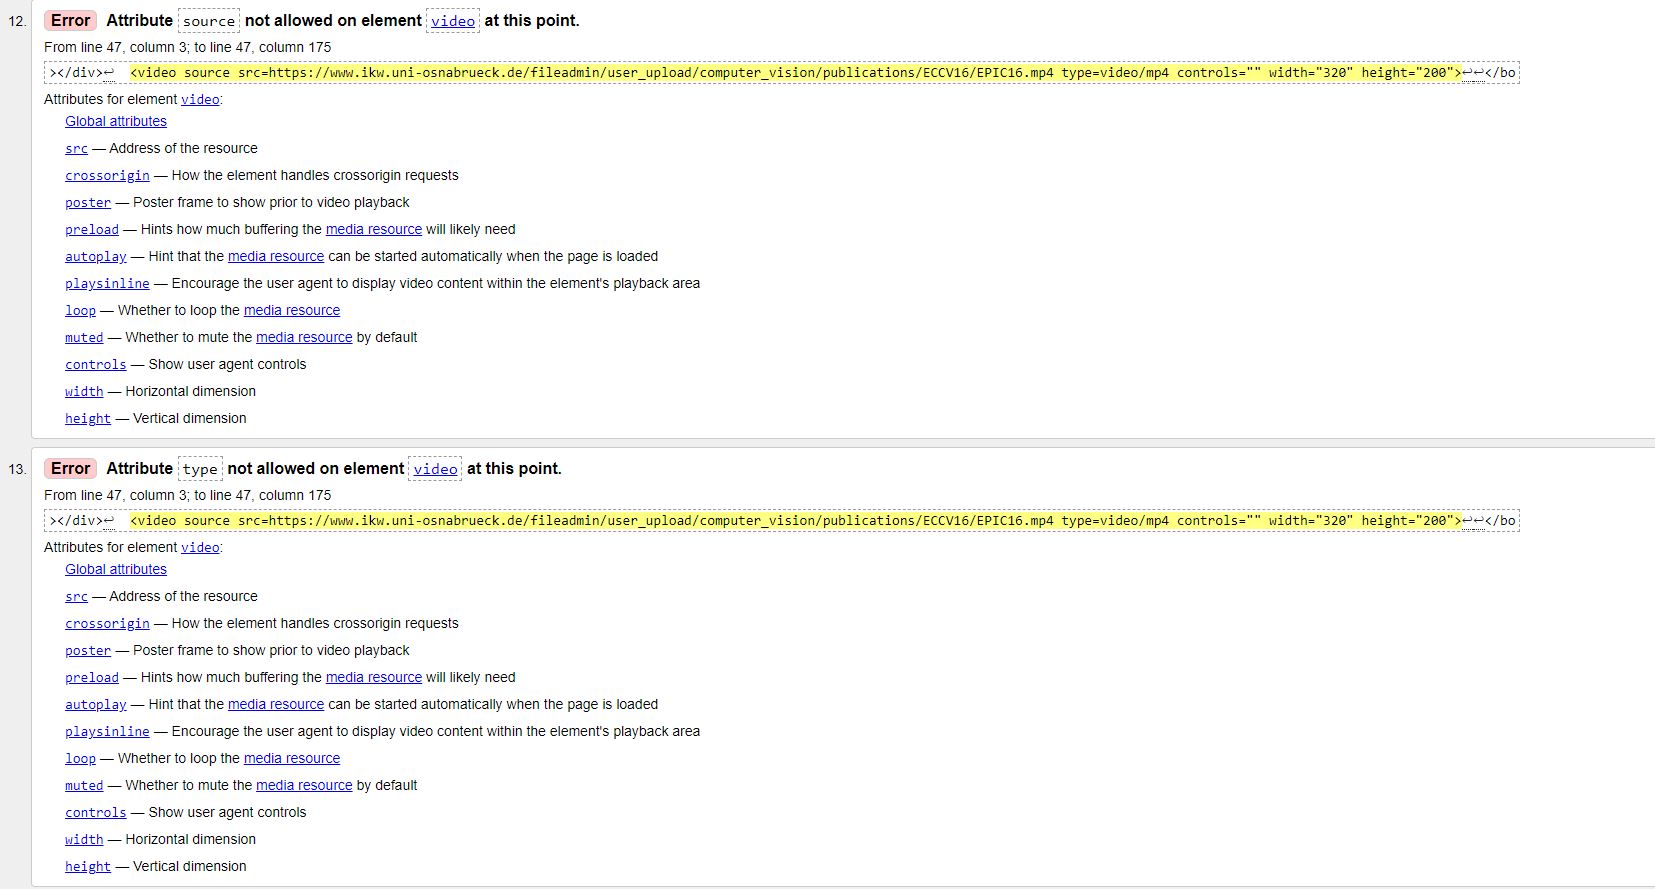 12. Error Attribute source not allowed on element video at this point.
From line 47, column 3; to line 47, column 175
></div>↩ <video source src=https://www.ikw.uni-osnabrueck.de/fileadmin/user_upload/computer_vision/publications/ECCV16/EPIC16.mp4 type=video/mp4 controls="" width="320" height="200">↩↩</bo
Attributes for element video:
Global attributes
src — Address of the resource
crossorigin — How the element handles crossorigin requests
poster — Poster frame to show prior to video playback
preload — Hints how much buffering the media resource will likely need
autoplay — Hint that the media resource can be started automatically when the page is loaded
playsinline — Encourage the user agent to display video content within the element's playback area
loop — Whether to loop the media resource
muted — Whether to mute the media resource by default
controls — Show user agent controls
width — Horizontal dimension
height — Vertical dimension
13. Error Attribute type not allowed on element video at this point.
From line 47, column 3; to line 47, column 175
></div>↩ <video source src=https://www.ikw.uni-osnabrueck.de/fileadmin/user_upload/computer_vision/publications/ECCV16/EPIC16.mp4 type=video/mp4 controls="" width="320" height="200">↩↩</bo
Attributes for element video:
Global attributes
src — Address of the resource
crossorigin — How the element handles crossorigin requests
poster — Poster frame to show prior to video playback
preload — Hints how much buffering the media resource will likely need
autoplay — Hint that the media resource can be started automatically when the page is loaded
playsinline — Encourage the user agent to display video content within the element's playback area
loop — Whether to loop the media resource
muted — Whether to mute the media resource by default
controls — Show user agent controls
width — Horizontal dimension
height — Vertical dimension